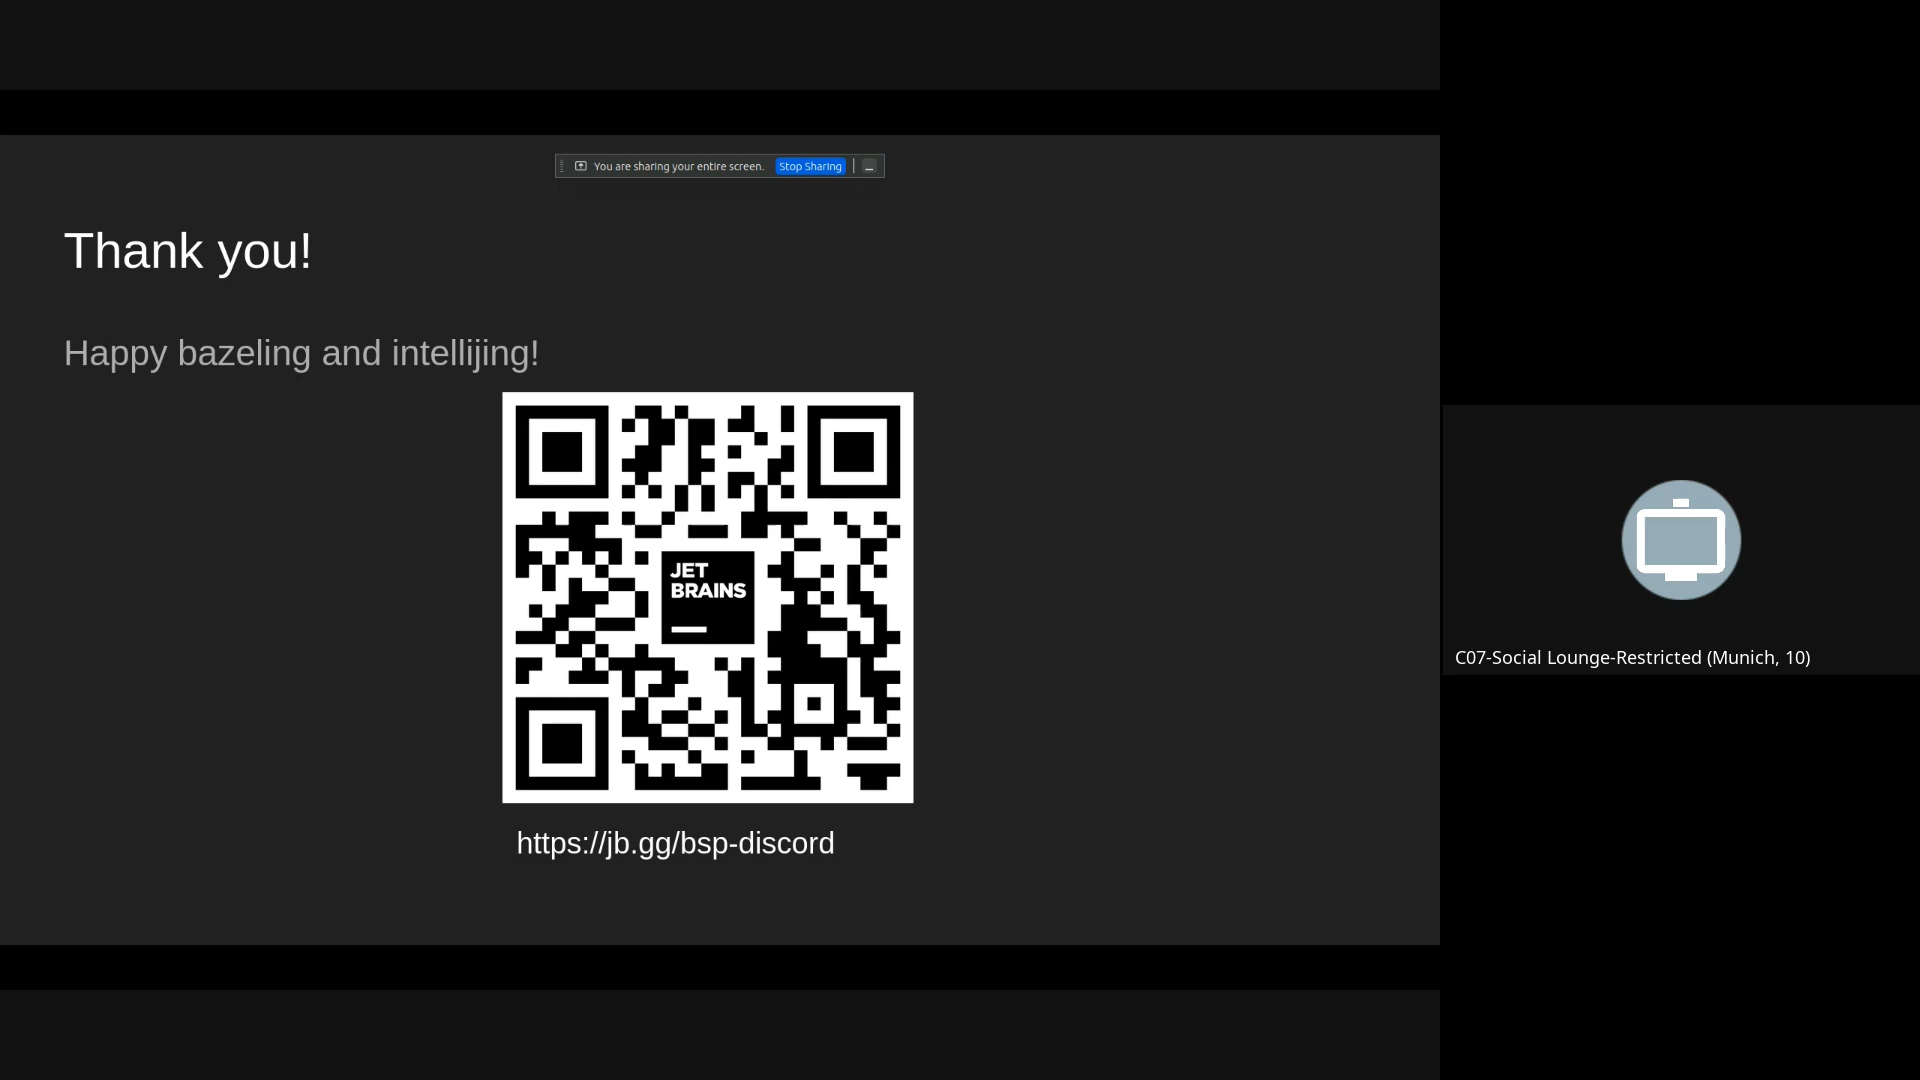 You are sharing your entire screen. Stop Sharing
Thank you!
Happy bazeling and intellijing!
JET
BRAINS
https://jb.gg/bsp-discord
C07-Social Lounge-Restricted (Munich, 10)